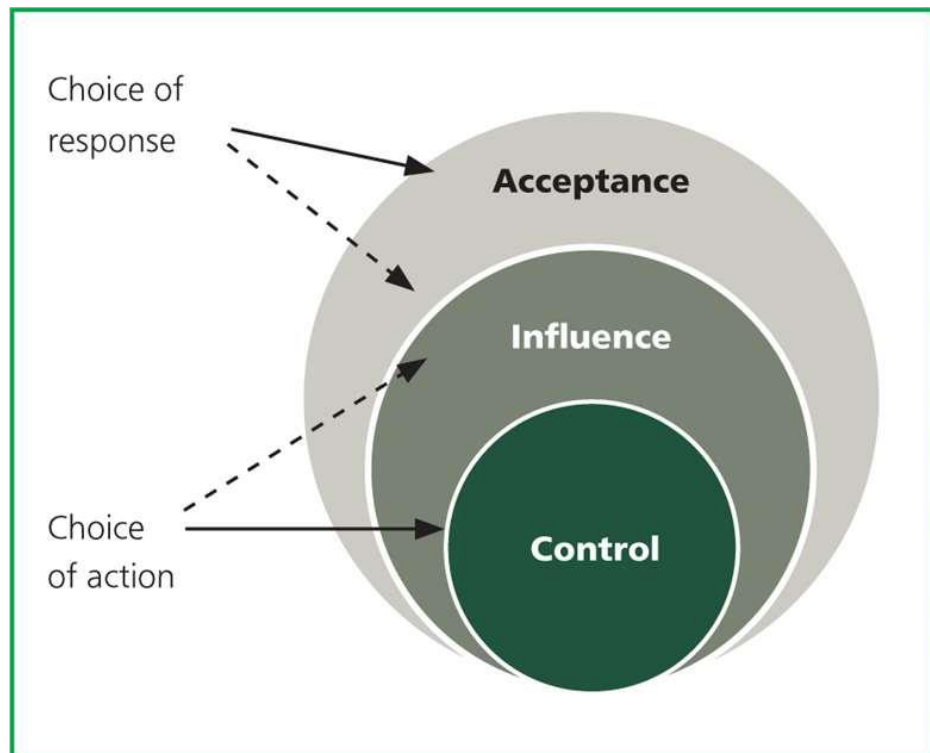 Choice of
response
Acceptance
Influence
Choice
of action
Control